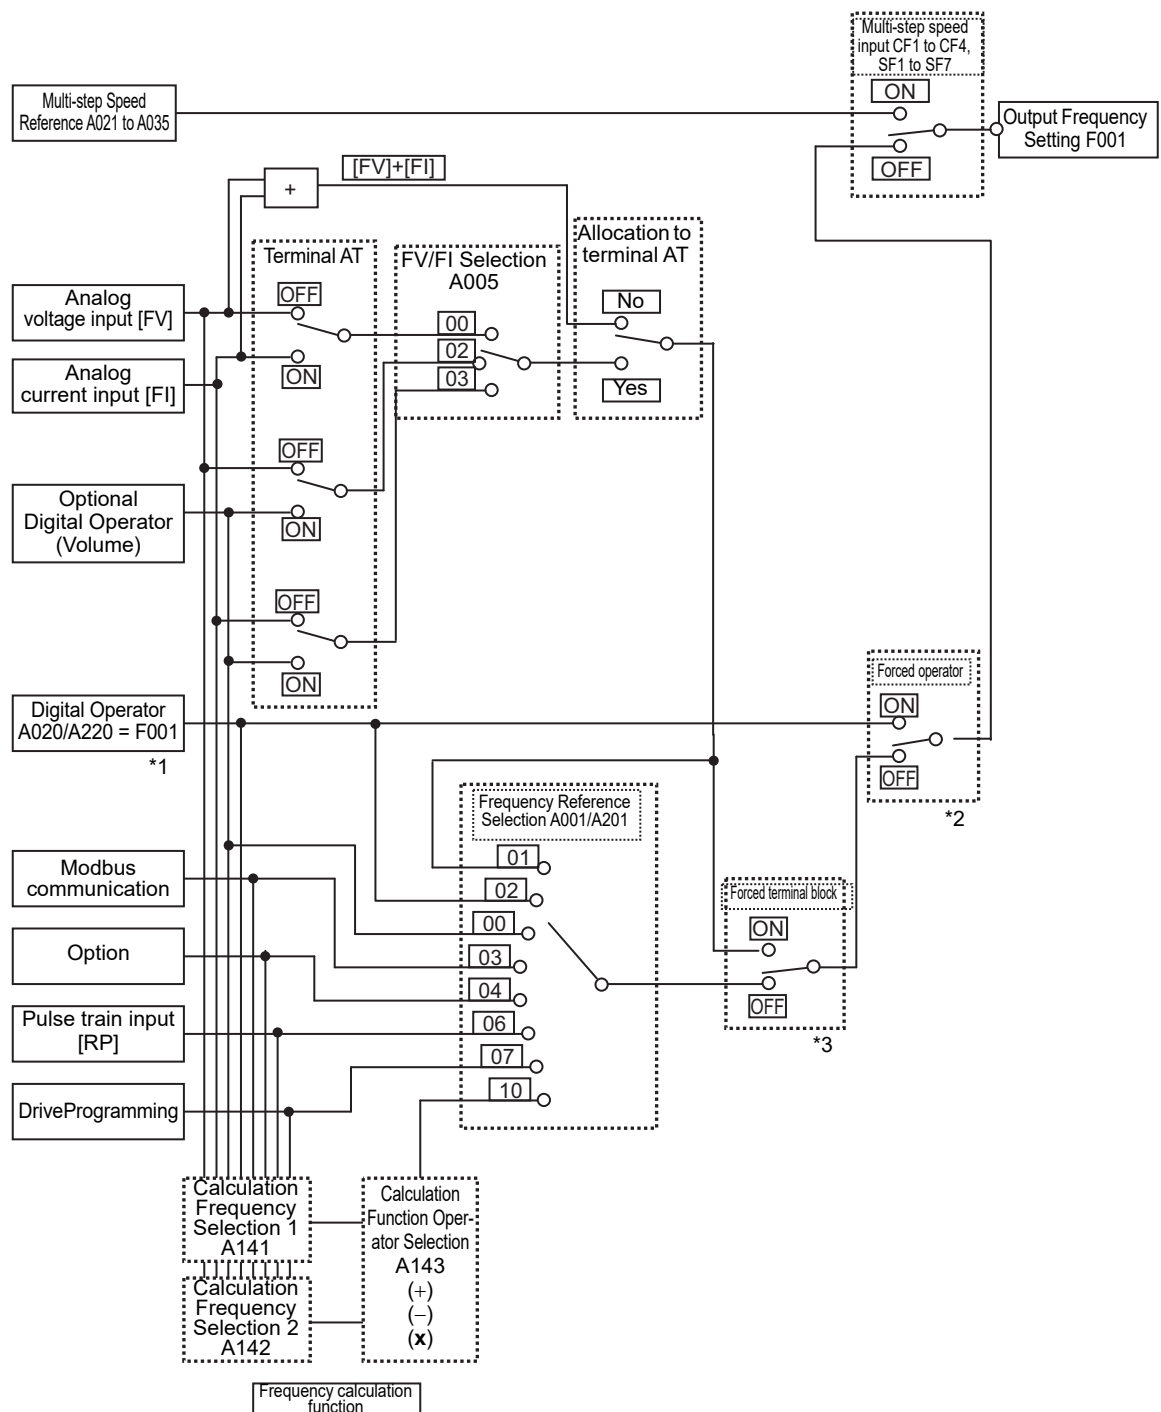 Multi-step speed
input CF1 to CF4,
SF1 to SF7
ON
OFF
Multi-step Speed
Reference A021 to A035
Output Frequency
Setting F001
[FV]+[FI]
+
Allocation to
terminal AT
No
Yes
Terminal AT
OFF
ON
OFF
ON
OFF
ON
FV/FI Selection
A005
00
02
03
Analog
voltage input [FV]
Analog
current input [FI]
Optional
Digital Operator
(Volume)
Digital Operator
A020/A220 = F001
*1
Forced operator
ON
OFF
*2
Frequency Reference
Selection A001/A201
01
02
00
03
04
06
07
10
Modbus
communication
Option
Pulse train input
[RP]
DriveProgramming
Forced terminal block
ON
OFF
*3
Calculation
Frequency
Selection 1
A141
Calculation
Frequency
Selection 2
A142
Calculation
Function Oper-
ator Selection
A143
(+)
(−)
(x)
Frequency calculation
function